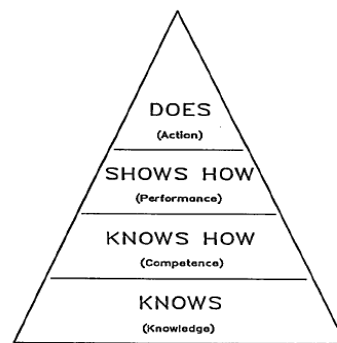 DOES
(Action)
SHOWS HOW
(Performance)
KNOWS HOW
(Competence)
KNOWS
(Knowledge)